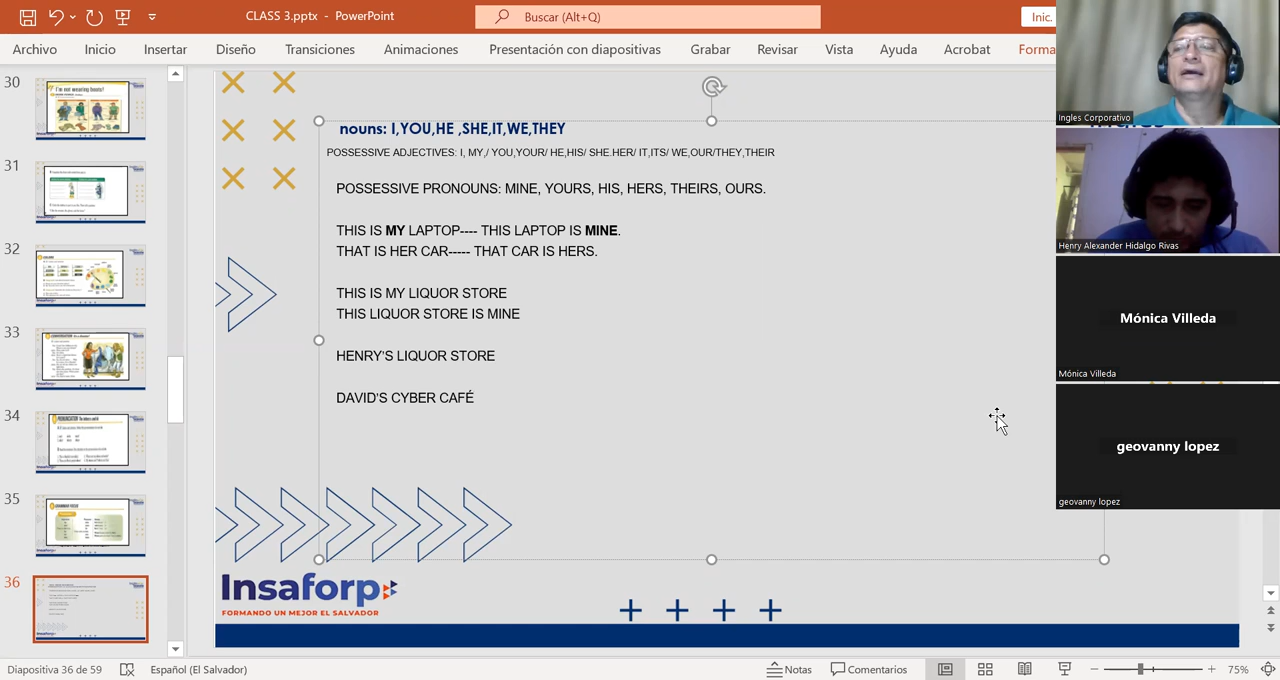 CLASS 3.pptx - PowerPoint
Buscar (Alt+Q)
Inic.
Archivo Inicio Insertar Diseño Transiciones Animaciones Presentación con diapositivas Grabar Revisar Vista Ayuda Acrobat Forma
30
31
32
33
34
35
36
nouns: I,YOU,HE ,SHE,IT,WE,THEY
POSSESSIVE ADJECTIVES: I, MY,/ YOU,YOUR/ HE,HIS/ SHE.HER/ IT,ITS/ WE,OUR/THEY,THEIR
POSSESSIVE PRONOUNS: MINE, YOURS, HIS, HERS, THEIRS, OURS.
THIS IS MY LAPTOP---- THIS LAPTOP IS MINE.
THAT IS HER CAR----- THAT CAR IS HERS.
THIS IS MY LIQUOR STORE
THIS LIQUOR STORE IS MINE
HENRY'S LIQUOR STORE
DAVID'S CYBER CAFÉ
Insaforp
FORMANDO UN MEJOR EL SALVADOR
Ingles Corporativo
Henry Alexander Hidalgo Rivas
Mónica Villeda
Mónica Villeda
geovanny lopez
geovanny lopez
Diapositiva 36 de 59 Español (El Salvador) Notas Comentarios 75%